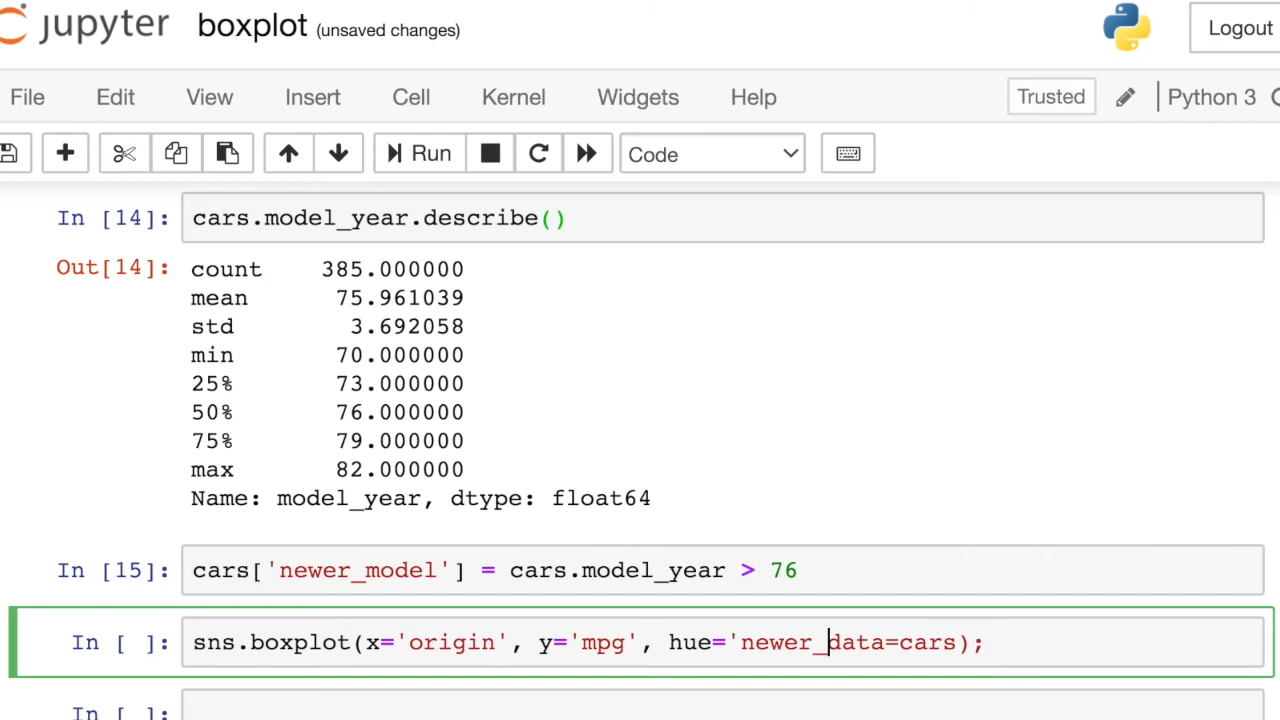 jupyter boxplot (unsaved changes) Logout
File Edit View Insert Cell Kernel Widgets Help Trusted Python 3
Run Code
In [14]: cars.model_year.describe()
Out[14]: count 385.000000
mean 75.961039
std 3.692058
min 70.000000
25% 73.000000
50% 76.000000
75% 79.000000
max 82.000000
Name: model_year, dtype: float64
In [15]: cars['newer_model'] = cars.model_year > 76
In [ ]: sns.boxplot(x='origin', y='mpg', hue='newer_data=cars);
In [ ]: